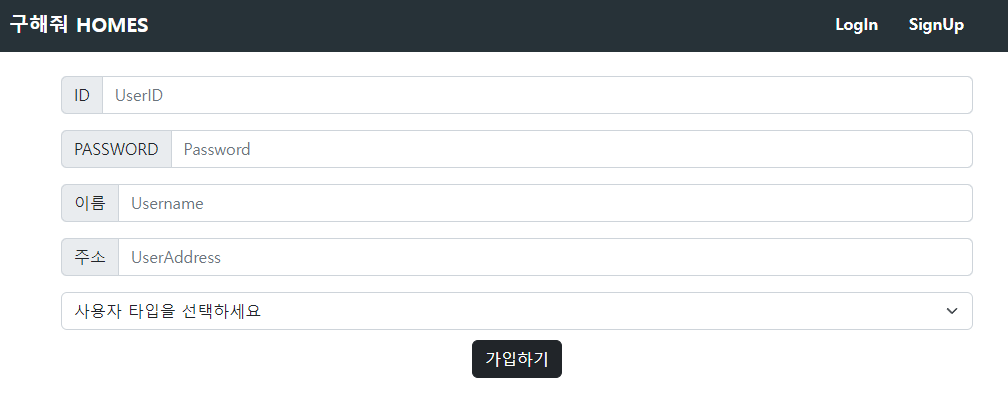 구해줘 HOMES LogIn SignUp
ID UserID
PASSWORD Password
이름 Username
주소 UserAddress
사용자 타입을 선택하세요
가입하기